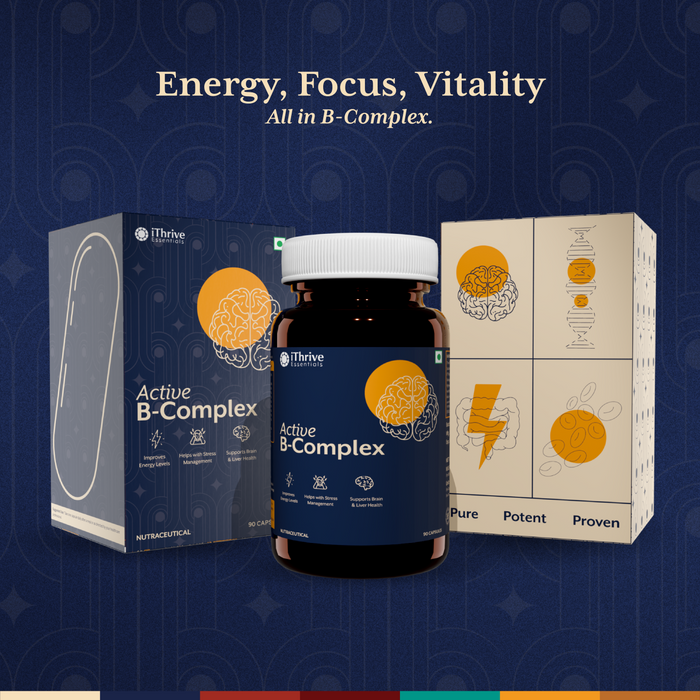 Energy, Focus, Vitality
All in B-Complex.
iThrive
Essentials
Active
B-Complex
Improves
Energy Levels
Helps with Stress
Management
Supports Brain
& Liver Health
NUTRACEUTICAL
90 CAPS
iThrive
Essentials
Active
B-Complex
Improves
Energy Levels
Helps with Stress
Management
Supports Brain
& Liver Health
NUTRACEUTICAL
90 CAPSULES
Pure
Potent
Proven